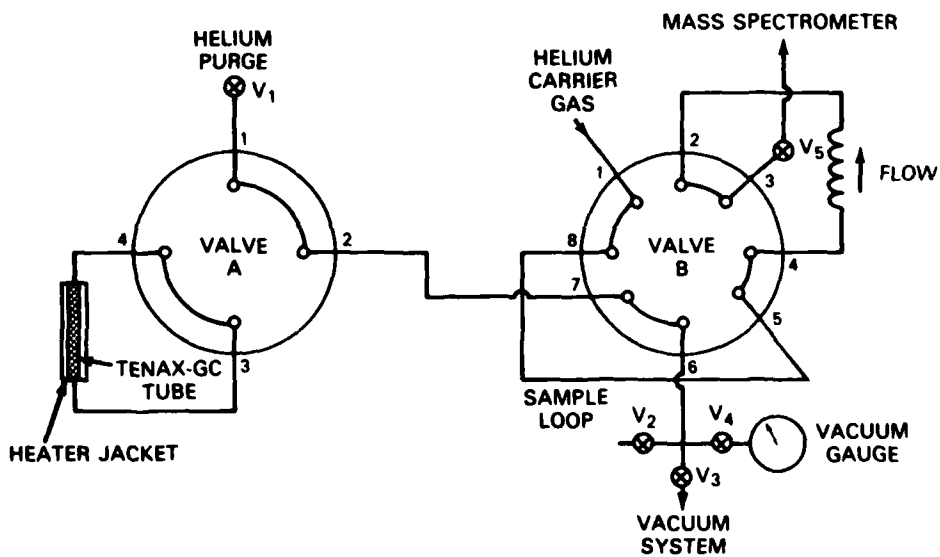 MASS SPECTROMETER
HELIUM
PURGE
V1
HELIUM
CARRIER
GAS
1
2
1
2
3
V5
FLOW
4
VALVE
A
2
8
VALVE
B
4
7
5
3
6
TENAX-GC
TUBE
HEATER JACKET
SAMPLE
LOOP
V2
V4
VACUUM
GAUGE
V3
VACUUM
SYSTEM